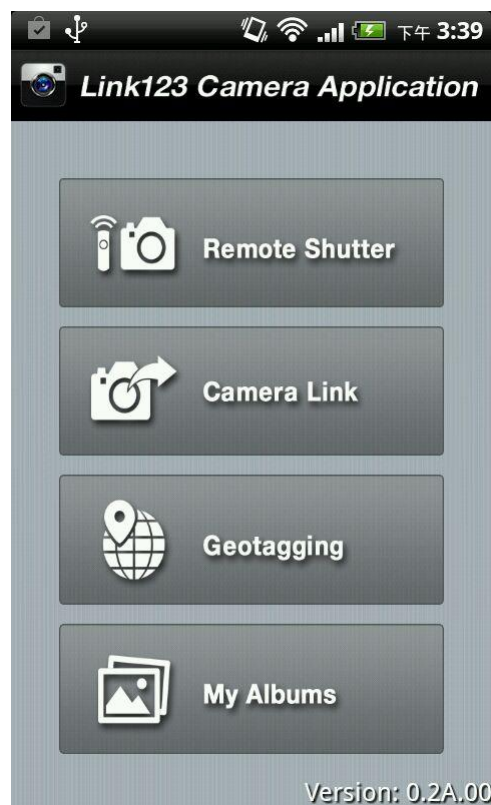 下午 3:39
Link123 Camera Application
Remote Shutter
Camera Link
Geotagging
My Albums
Version: 0.2A.00